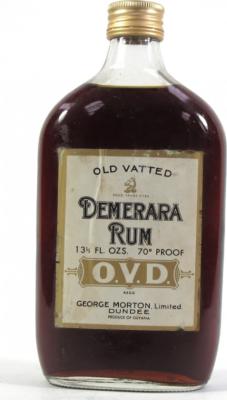 OLD VATTED
DEMERARA
RUM
13⅓ FL. OZS. 70° PROOF
O.V.D.
GEORGE MORTON, Limited.
DUNDEE
PRODUCE OF GUYANA